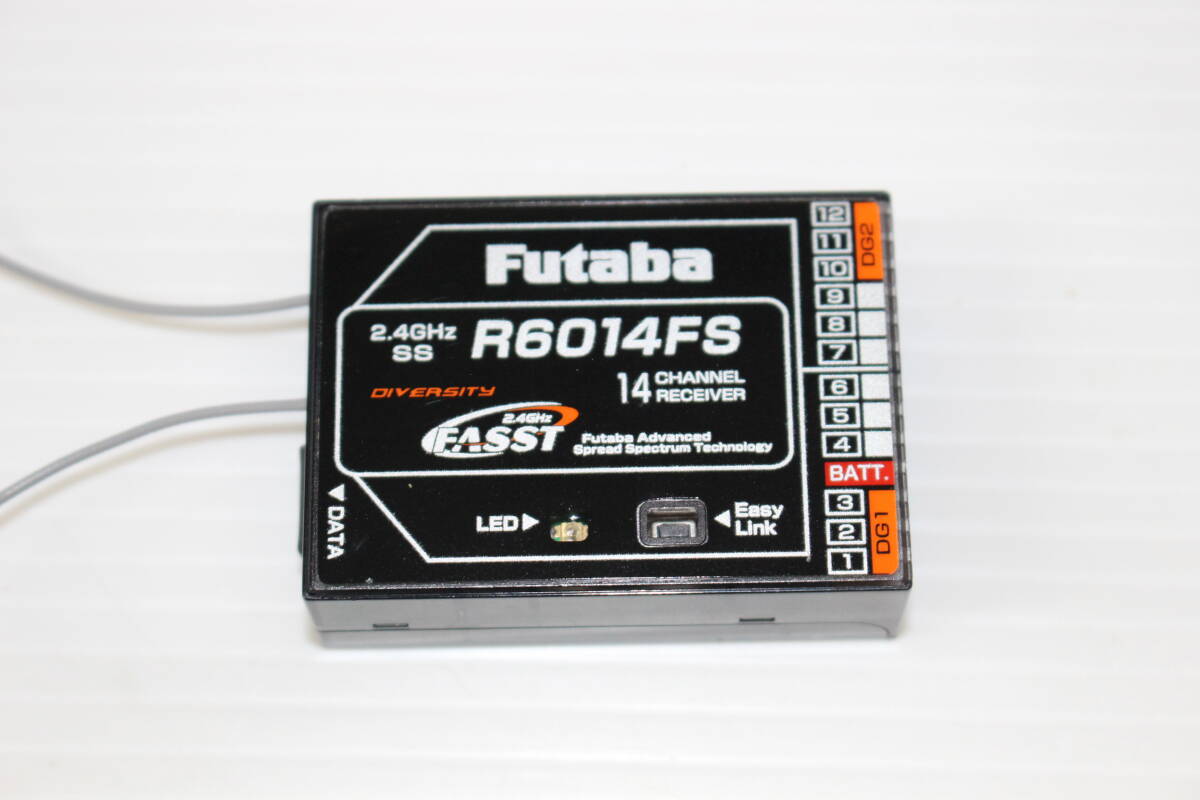 Futaba
2.4GHz
SS
R6014FS
DIVERSITY
14 CHANNEL
RECEIVER
2.4GHz
FASST
Futaba Advanced
Spread Spectrum Technology
LED▶
◀Easy
Link
▼DATA
12
11
10
DG2
9
8
7
6
5
4
BATT.
3
2
1
DG1